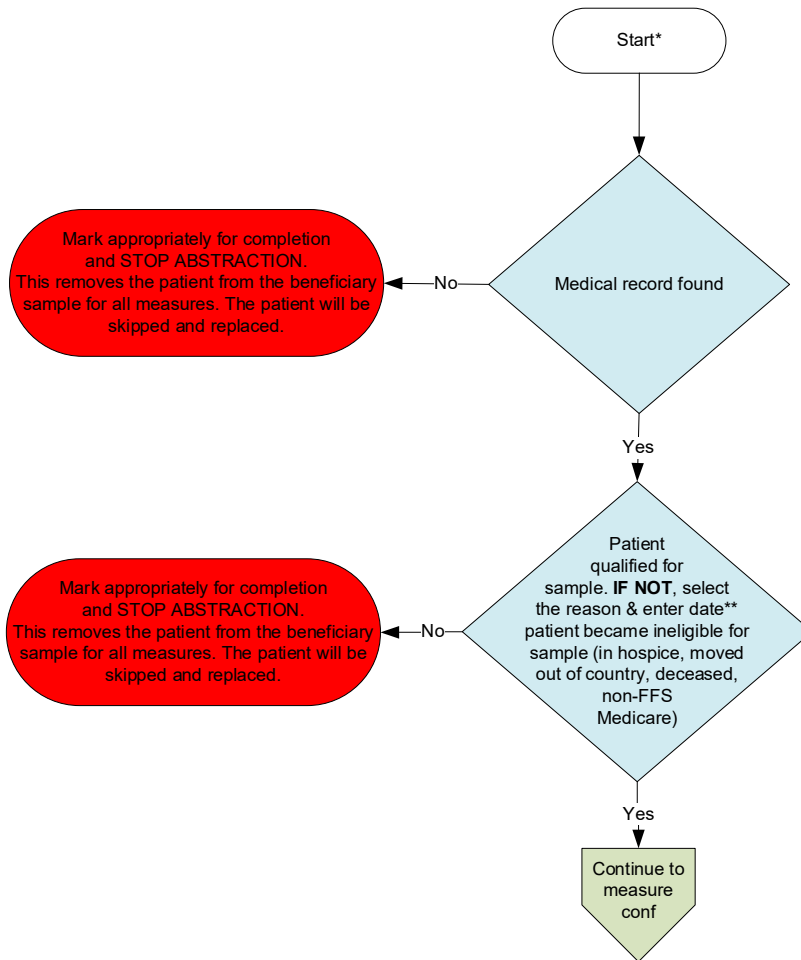 Start*
Medical record found
No
Mark appropriately for completion
and STOP ABSTRACTION.
This removes the patient from the beneficiary
sample for all measures. The patient will be
skipped and replaced.
Yes
Patient
qualified for
sample. IF NOT, select
the reason & enter date**
patient became ineligible for
sample (in hospice, moved
out of country, deceased,
non-FFS
Medicare)
No
Mark appropriately for completion
and STOP ABSTRACTION.
This removes the patient from the beneficiary
sample for all measures. The patient will be
skipped and replaced.
Yes
Continue to
measure
conf